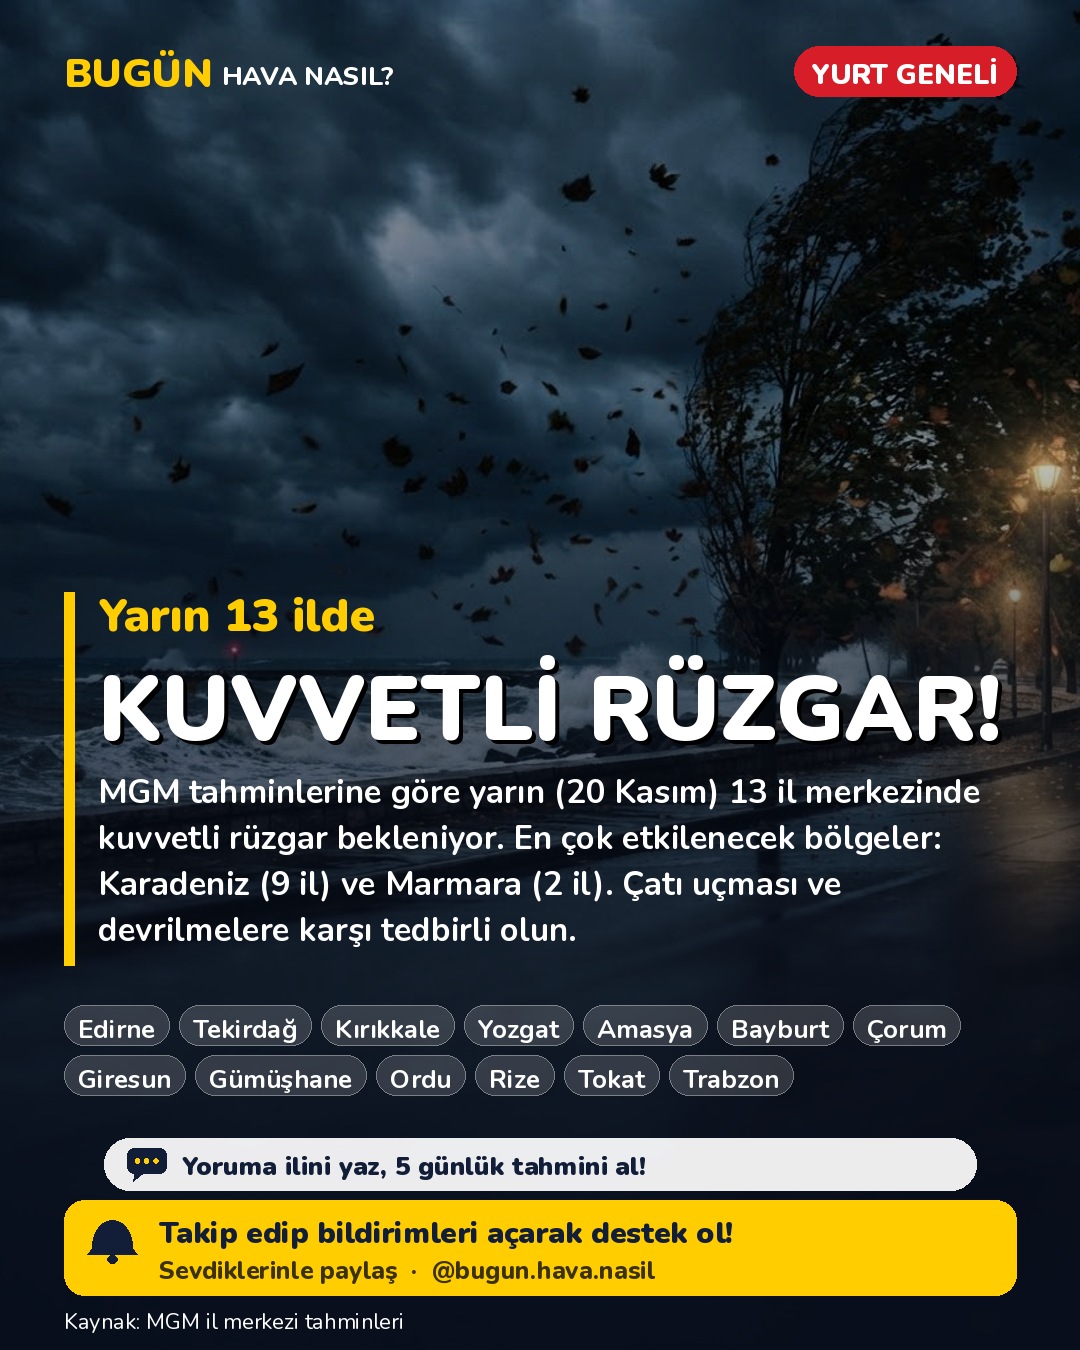 BUGÜN HAVA NASIL?
YURT GENELİ
Yarın 13 ilde
KUVVETLİ RÜZGAR!
MGM tahminlerine göre yarın (20 Kasım) 13 il merkezinde
kuvvetli rüzgar bekleniyor. En çok etkilenecek bölgeler:
Karadeniz (9 il) ve Marmara (2 il). Çatı uçması ve
devrilmelere karşı tedbirli olun.
Edirne Tekirdağ Kırıkkale Yozgat Amasya Bayburt Çorum
Giresun Gümüşhane Ordu Rize Tokat Trabzon
Yoruma ilini yaz, 5 günlük tahmini al!
Takip edip bildirimleri açarak destek ol!
Sevdiklerinle paylaş · @bugun.hava.nasil
Kaynak: MGM il merkezi tahminleri